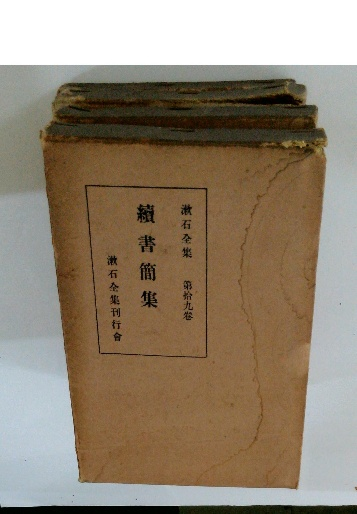 漱石全集 第拾九卷
續書簡集
漱石全集刊行會